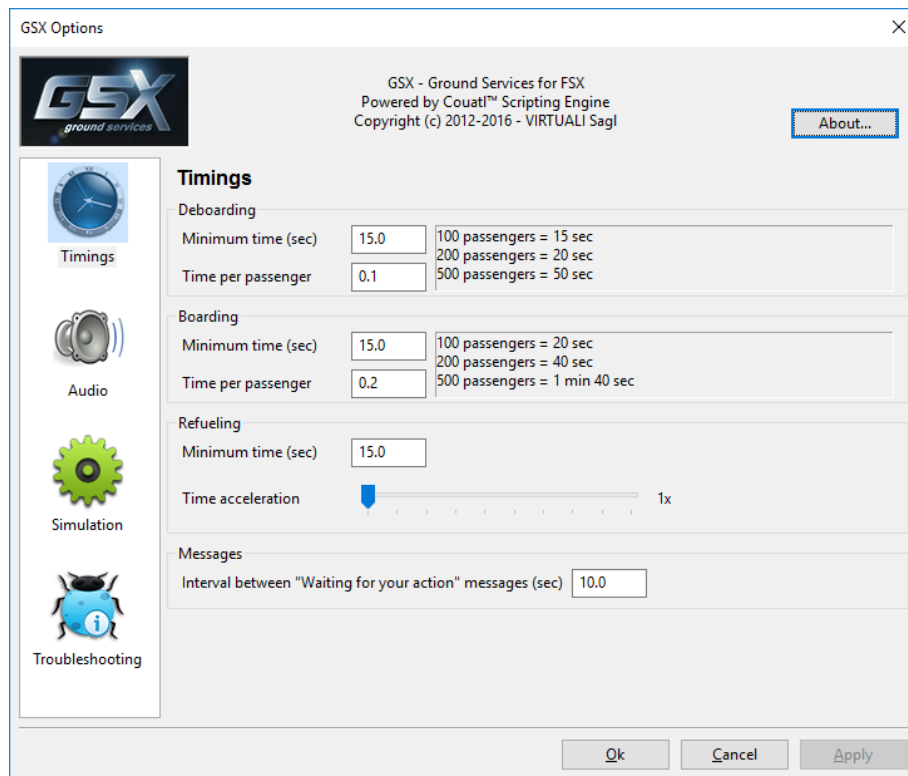 GSX Options
GSX
ground services
GSX - Ground Services for FSX
Powered by Couatl™ Scripting Engine
Copyright (c) 2012-2016 - VIRTUALI Sagl
About...
Timings
Audio
Simulation
Troubleshooting
Timings
Deboarding
Minimum time (sec) 15.0
Time per passenger 0.1
100 passengers = 15 sec
200 passengers = 20 sec
500 passengers = 50 sec
Boarding
Minimum time (sec) 15.0
Time per passenger 0.2
100 passengers = 20 sec
200 passengers = 40 sec
500 passengers = 1 min 40 sec
Refueling
Minimum time (sec) 15.0
Time acceleration 1x
Messages
Interval between "Waiting for your action" messages (sec) 10.0
Ok Cancel Apply